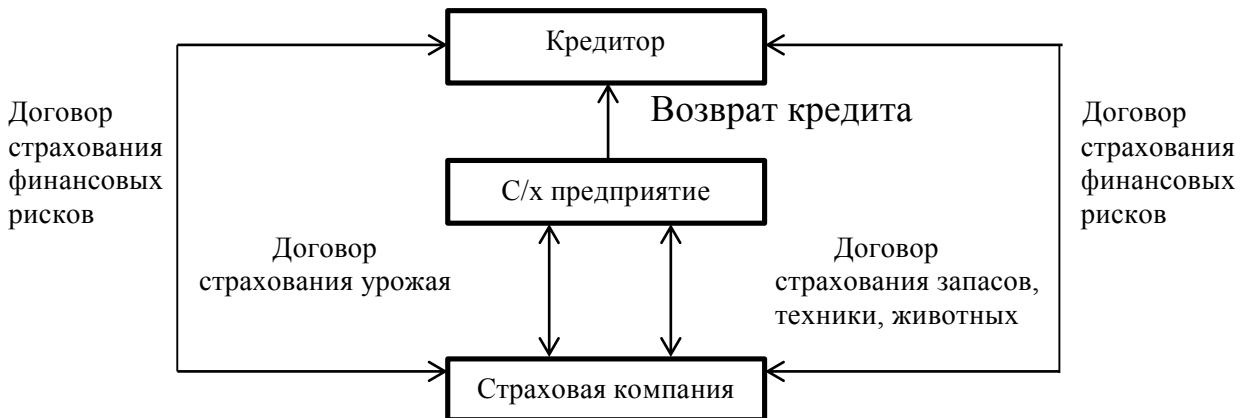 Кредитор
Возврат кредита
Договор
страхования
финансовых
рисков
Договор
страхования
финансовых
рисков
С/х предприятие
Договор
страхования урожая
Договор
страхования запасов,
техники, животных
Страховая компания